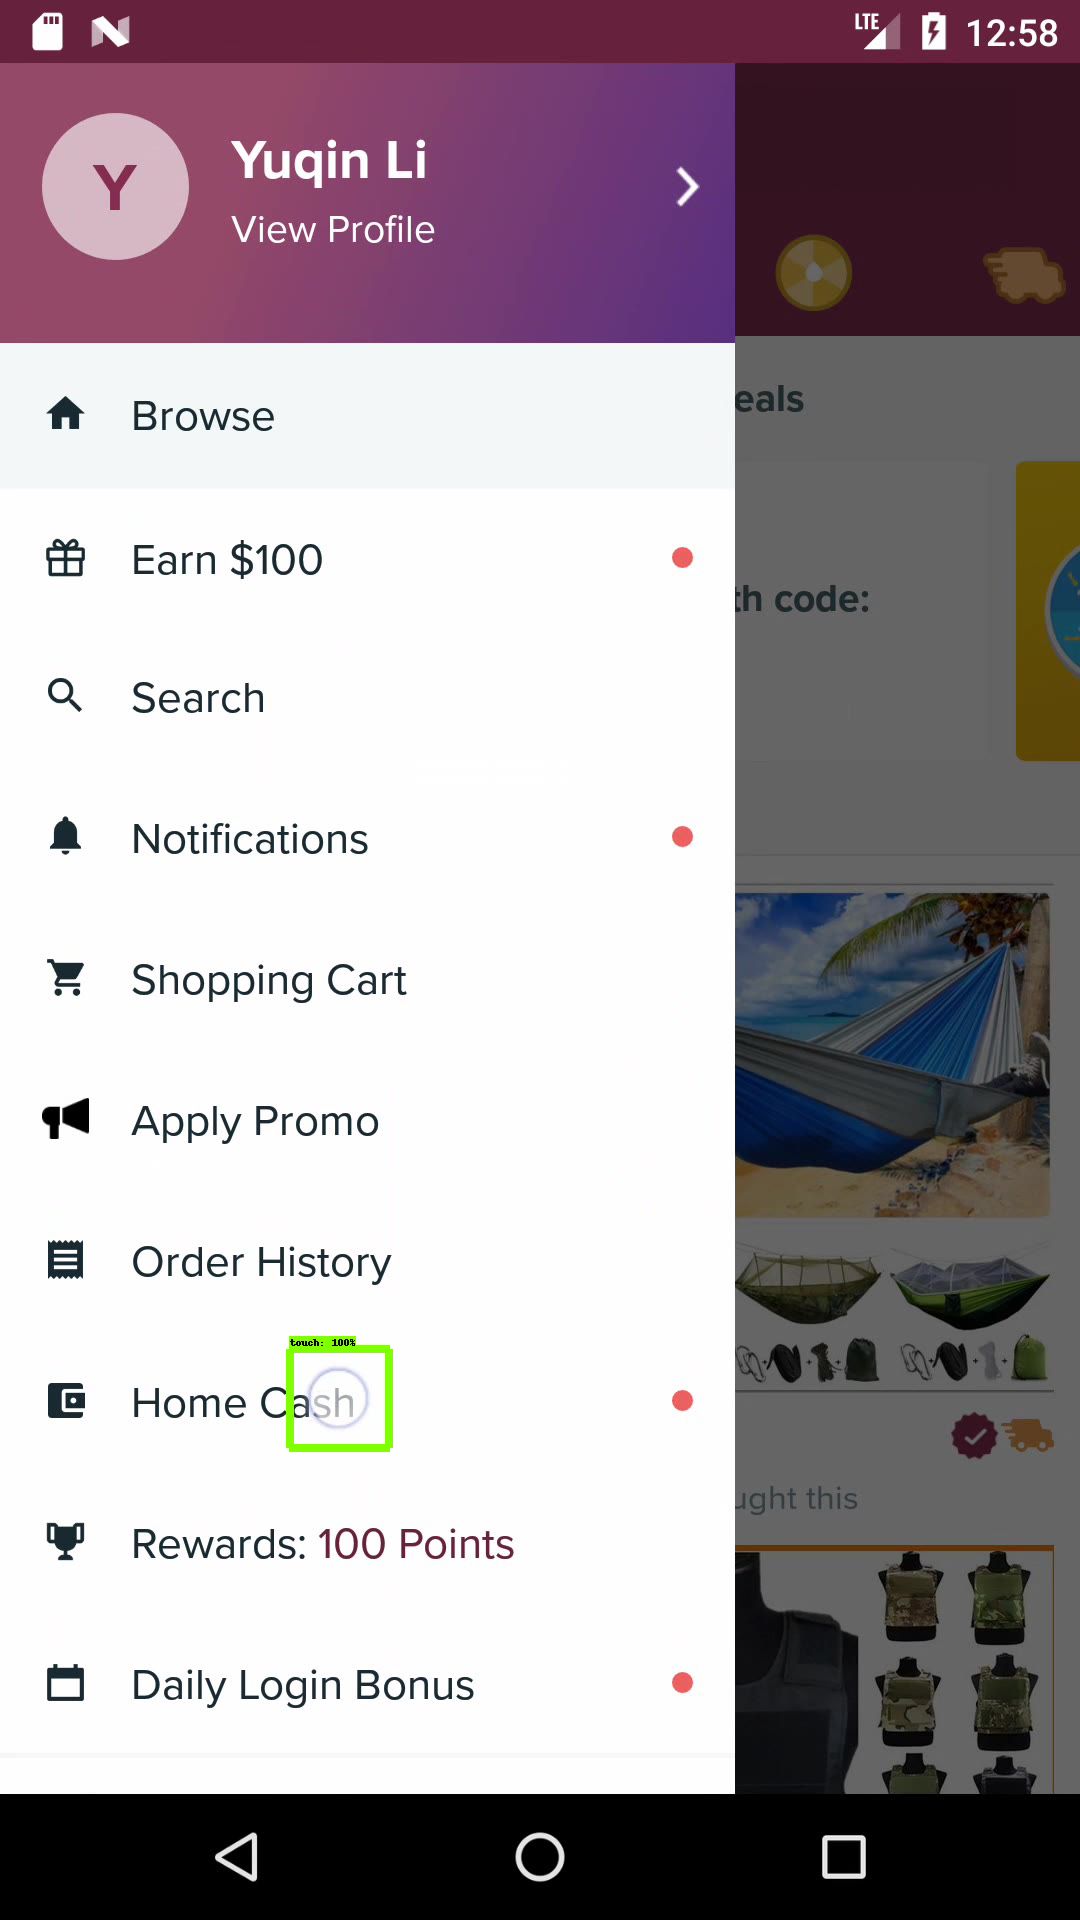 LTE 12:58
Y
Yuqin Li
View Profile
Browse
eals
Earn $100
th code:
Search
Notifications
Shopping Cart
Apply Promo
Order History
touch: 100%
Home Cash
ught this
Rewards: 100 Points
Daily Login Bonus